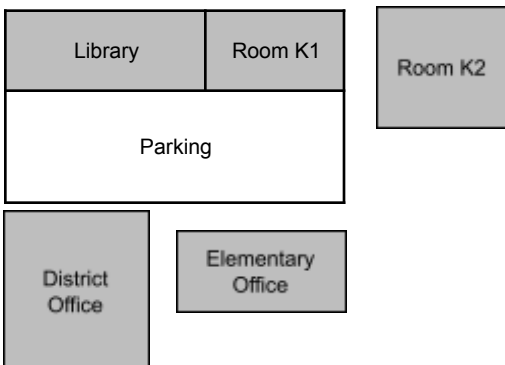 Library
Room K1
Room K2
Parking
District
Office
Elementary
Office